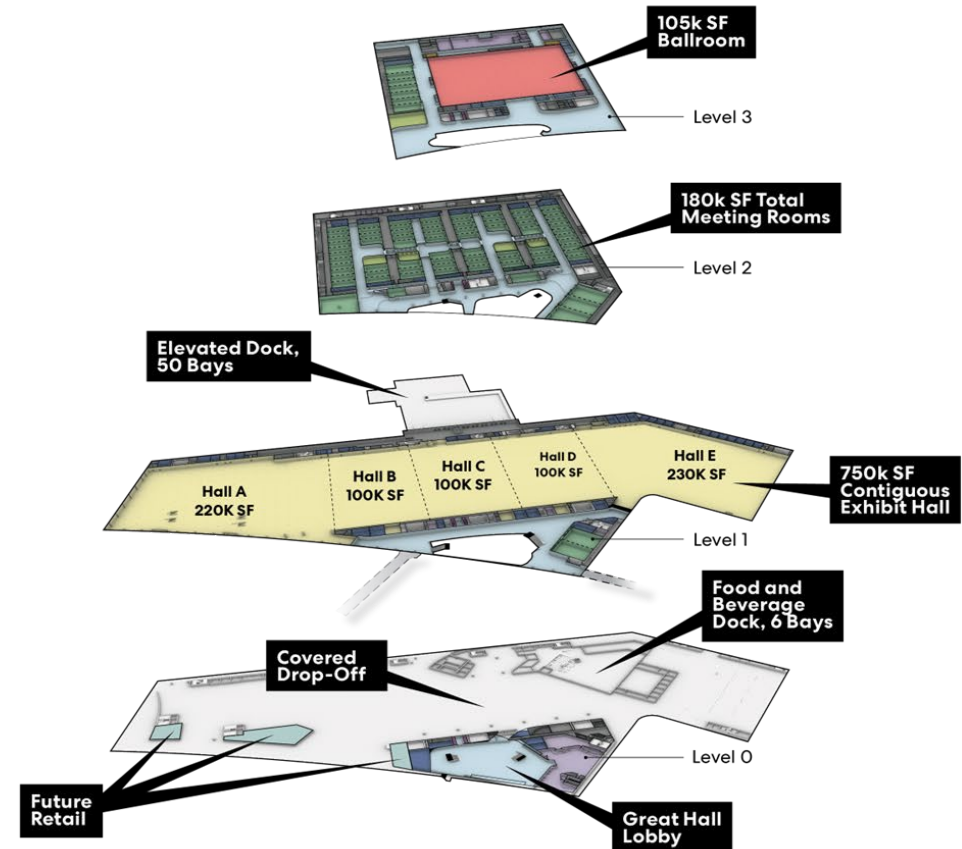 105k SF
Ballroom
Level 3
180k SF Total
Meeting Rooms
Level 2
Elevated Dock,
50 Bays
Hall A
220K SF
Hall B
100K SF
Hall C
100K SF
Hall D
100K SF
Hall E
230K SF
750k SF
Contiguous
Exhibit Hall
Level 1
Food and
Beverage
Dock, 6 Bays
Covered
Drop-Off
Level 0
Future
Retail
Great Hall
Lobby